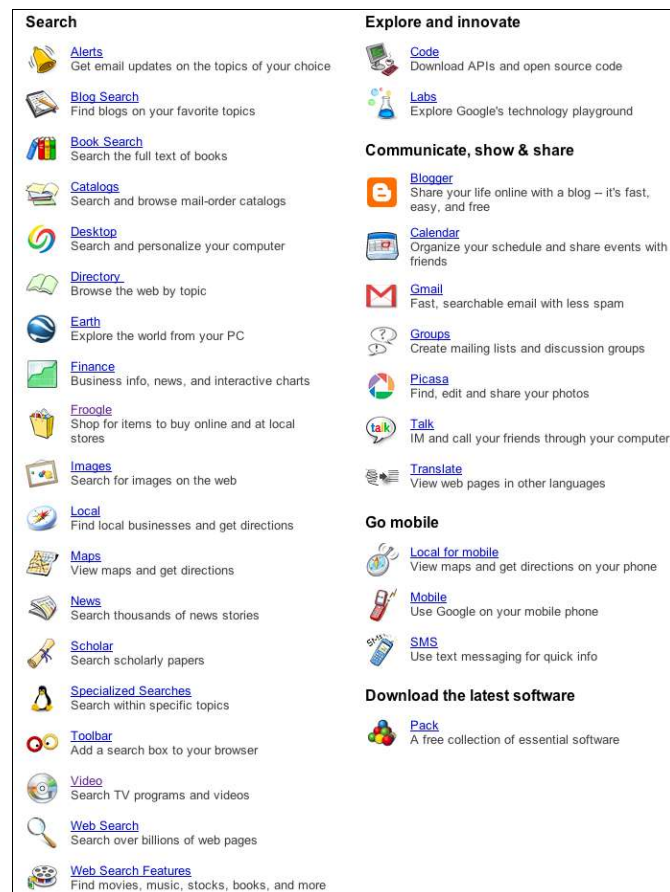 Search
Alerts
Get email updates on the topics of your choice
Blog Search
Find blogs on your favorite topics
Book Search
Search the full text of books
Catalogs
Search and browse mail-order catalogs
Desktop
Search and personalize your computer
Directory
Browse the web by topic
Earth
Explore the world from your PC
Finance
Business info, news, and interactive charts
Froogle
Shop for items to buy online and at local
stores
Images
Search for images on the web
Local
Find local businesses and get directions
Maps
View maps and get directions
News
Search thousands of news stories
Scholar
Search scholarly papers
Specialized Searches
Search within specific topics
Toolbar
Add a search box to your browser
Video
Search TV programs and videos
Web Search
Search over billions of web pages
Web Search Features
Find movies, music, stocks, books, and more
Explore and innovate
Code
Download APIs and open source code
Labs
Explore Google's technology playground
Communicate, show & share
Blogger
Share your life online with a blog -- it's fast,
easy, and free
Calendar
Organize your schedule and share events with
friends
Gmail
Fast, searchable email with less spam
Groups
Create mailing lists and discussion groups
Picasa
Find, edit and share your photos
talk
Talk
IM and call your friends through your computer
Translate
View web pages in other languages
Go mobile
Local for mobile
View maps and get directions on your phone
Mobile
Use Google on your mobile phone
SMS
SMS
Use text messaging for quick info
Download the latest software
Pack
A free collection of essential software